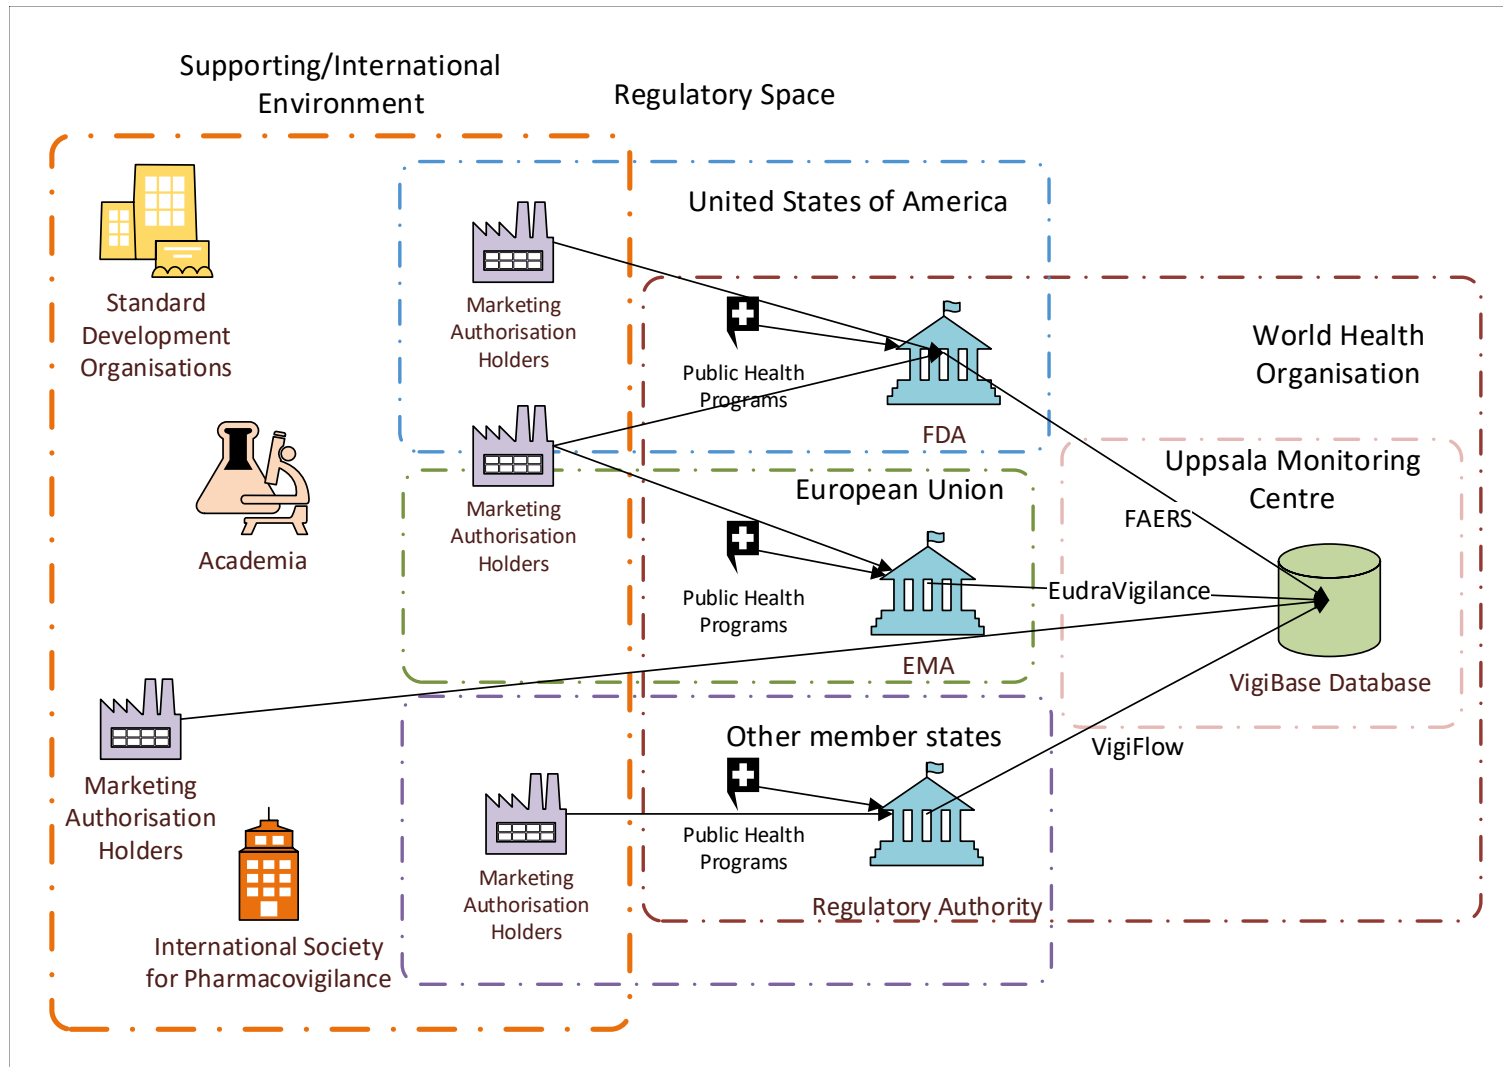 Supporting/International
Environment
Regulatory Space
United States of America
Standard
Development
Organisations
Marketing
Authorisation
Holders
Public Health
Programs
FDA
World Health
Organisation
Academia
Marketing
Authorisation
Holders
European Union
Public Health
Programs
EMA
Uppsala Monitoring
Centre
FAERS
EudraVigilance
VigiBase Database
VigiFlow
Marketing
Authorisation
Holders
International Society
for Pharmacovigilance
Other member states
Marketing
Authorisation
Holders
Public Health
Programs
Regulatory Authority